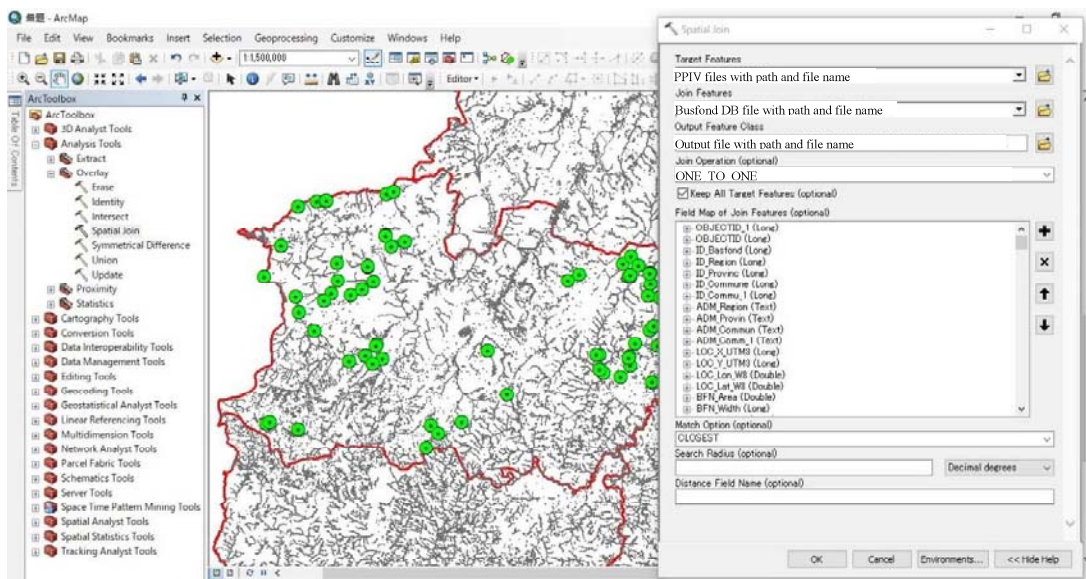 無題 - ArcMap
File Edit View Bookmarks Insert Selection Geoprocessing Customize Windows Help
1:1,500,000
Editor
Table Of Contents
ArcToolbox
ArcToolbox
3D Analyst Tools
Analysis Tools
Extract
Overlay
Erase
Identity
Intersect
Spatial Join
Symmetrical Difference
Union
Update
Proximity
Statistics
Cartography Tools
Conversion Tools
Data Interoperability Tools
Data Management Tools
Editing Tools
Geocoding Tools
Geostatistical Analyst Tools
Linear Referencing Tools
Multidimension Tools
Network Analyst Tools
Parcel Fabric Tools
Schematics Tools
Server Tools
Space Time Pattern Mining Tools
Spatial Analyst Tools
Spatial Statistics Tools
Tracking Analyst Tools
Spatial Join
Target Features
PPIV files with path and file name
Join Features
Busfond DB file with path and file name
Output Feature Class
Output file with path and file name
Join Operation (optional)
ONE TO ONE
Keep All Target Features (optional)
Field Map of Join Features (optional)
OBJECTID_1 (Long)
OBJECTID (Long)
ID_Basfond (Long)
ID_Region (Long)
ID_Provinc (Long)
ID_Commune (Long)
ID_Commu_1 (Long)
ADM_Region (Text)
ADM_Provin (Text)
ADM_Commun (Text)
ADM_Comm_1 (Text)
LOC_X_UTM3 (Long)
LOC_Y_UTM3 (Long)
LOC_Lon_W8 (Double)
LOC_Lat_W8 (Double)
BFN_Area (Double)
BFN_Width (Long)
Match Option (optional)
CLOSEST
Search Radius (optional)
Decimal degrees
Distance Field Name (optional)
OK Cancel Environments... << Hide Help